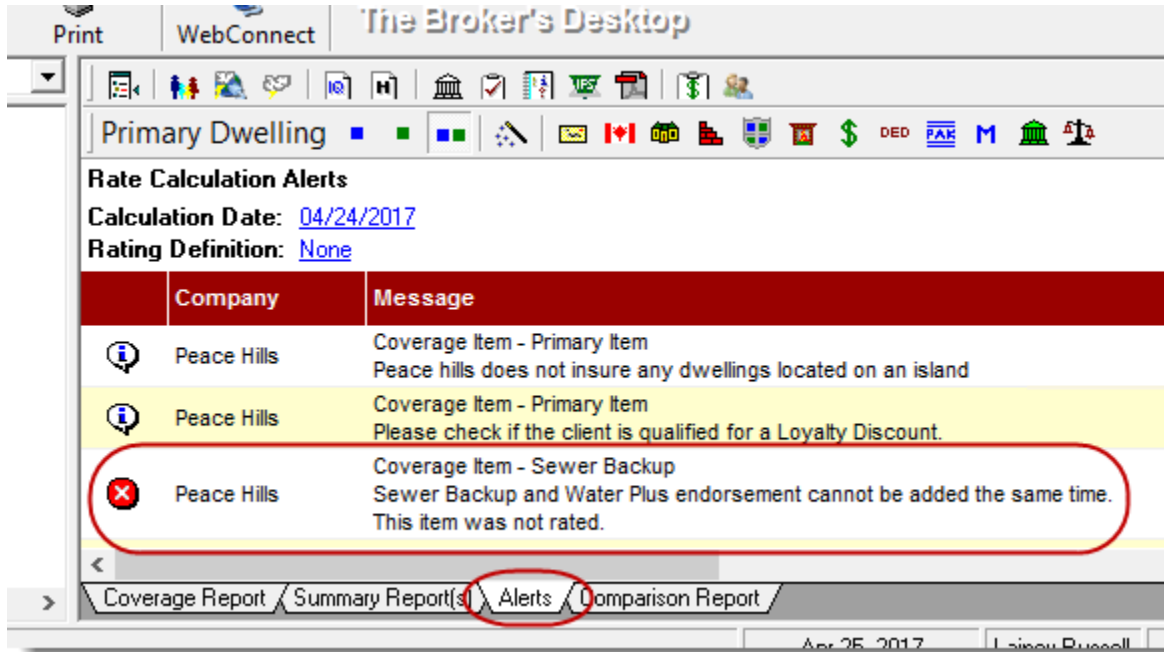 The Broker's Desktop
Print WebConnect
Primary Dwelling DED PAK M
Rate Calculation Alerts
Calculation Date: 04/24/2017
Rating Definition: None
Company Message
Coverage Item - Primary Item
Peace Hills
Peace hills does not insure any dwellings located on an island
Coverage Item - Primary Item
Peace Hills
Please check if the client is qualified for a Loyalty Discount.
Coverage Item - Sewer Backup
Peace Hills Sewer Backup and Water Plus endorsement cannot be added the same time.
This item was not rated.
Coverage Report Summary Report(s) Alerts Comparison Report
Apr 25, 2017